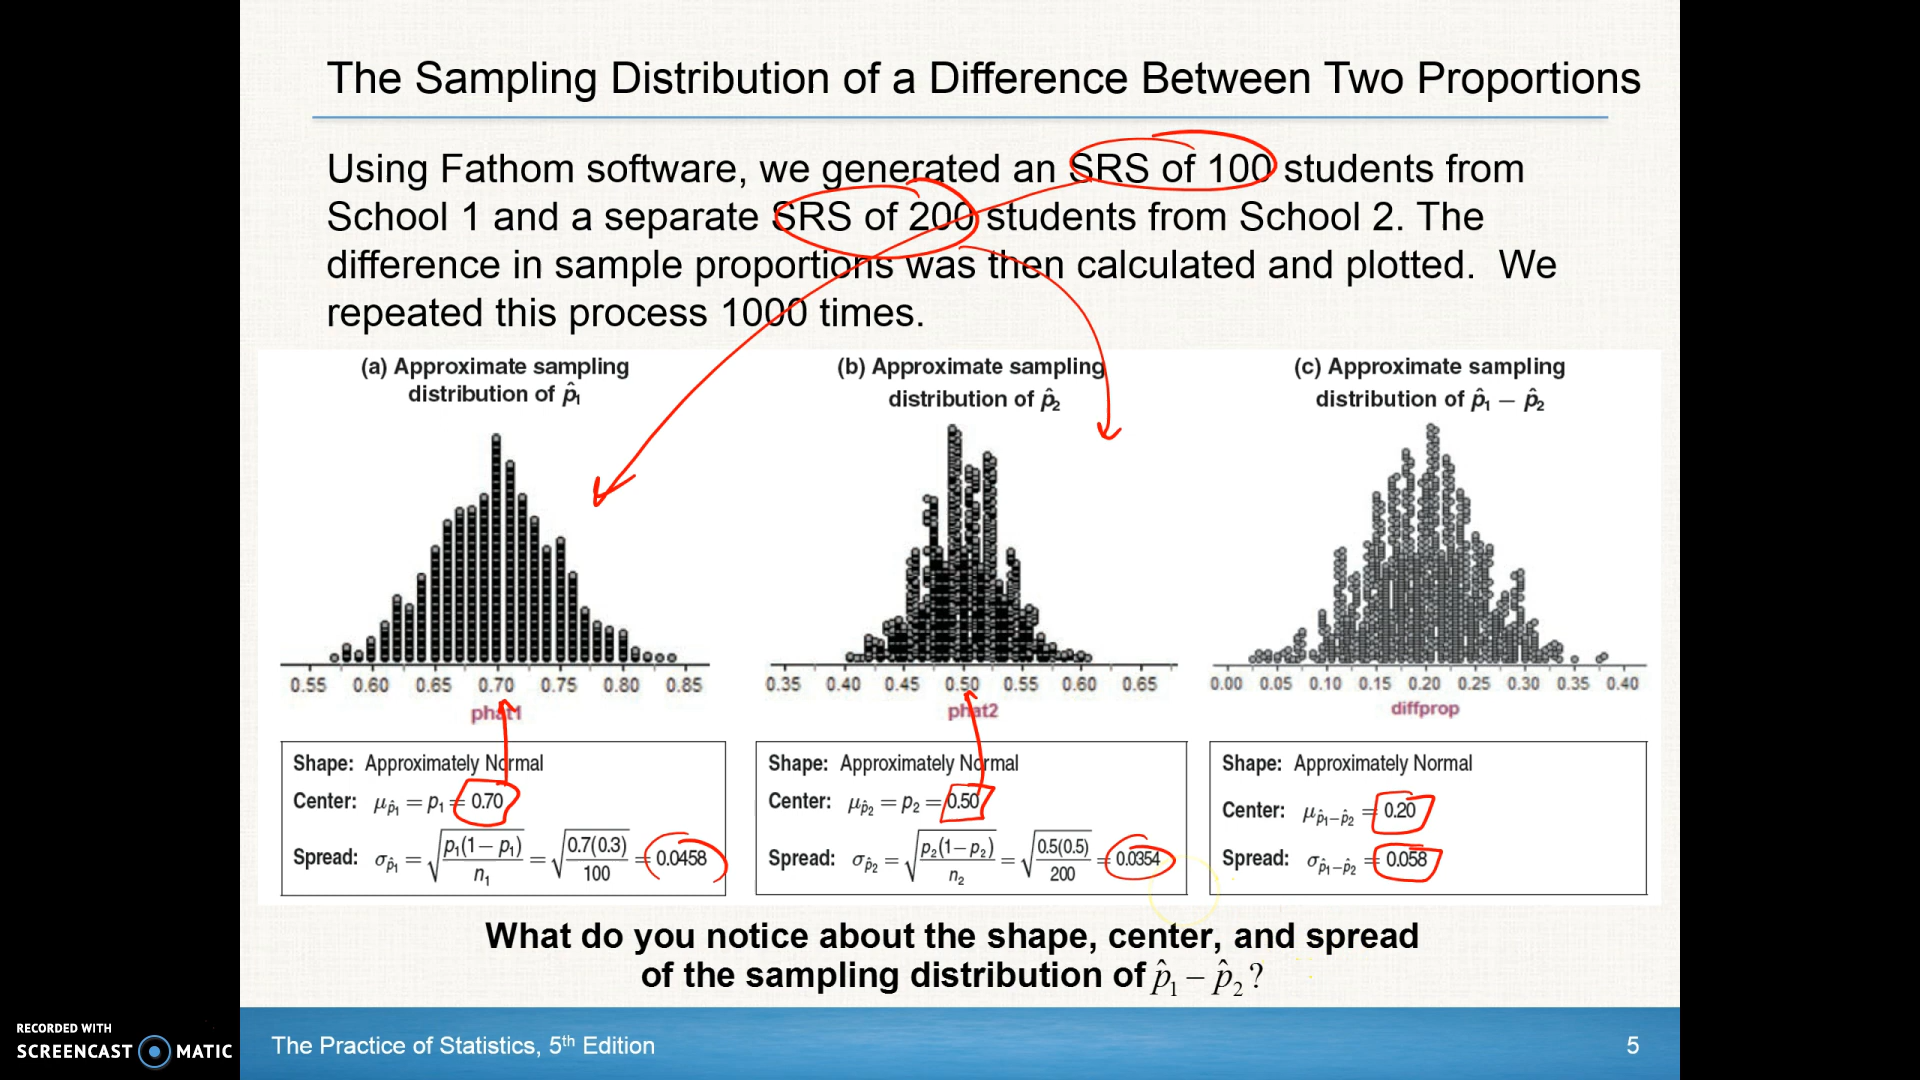 The Sampling Distribution of a Difference Between Two Proportions
Using Fathom software, we generated an SRS of 100 students from
School 1 and a separate SRS of 200 students from School 2. The
difference in sample proportions was then calculated and plotted.  We
repeated this process 1000 times.
(a) Approximate sampling
distribution of p̂₁
(b) Approximate sampling
distribution of p̂₂
(c) Approximate sampling
distribution of p̂₁ – p̂₂
0.55 0.60 0.65 0.70 0.75 0.80 0.85
phat1
0.35 0.40 0.45 0.50 0.55 0.60 0.65
phat2
0.00 0.05 0.10 0.15 0.20 0.25 0.30 0.35 0.40
diffprop
Shape: Approximately Normal
Center: μp̂₁ = p₁ = 0.70
Spread: σp̂₁ = √(p₁(1–p₁)/n₁) = √(0.7(0.3)/100) = 0.0458
Shape: Approximately Normal
Center: μp̂₂ = p₂ = 0.50
Spread: σp̂₂ = √(p₂(1–p₂)/n₂) = √(0.5(0.5)/200) = 0.0354
Shape: Approximately Normal
Center: μp̂₁–p̂₂ = 0.20
Spread: σp̂₁–p̂₂ = 0.058
What do you notice about the shape, center, and spread
of the sampling distribution of p̂₁ – p̂₂ ?
RECORDED WITH
SCREENCAST MATIC
The Practice of Statistics, 5th Edition
5